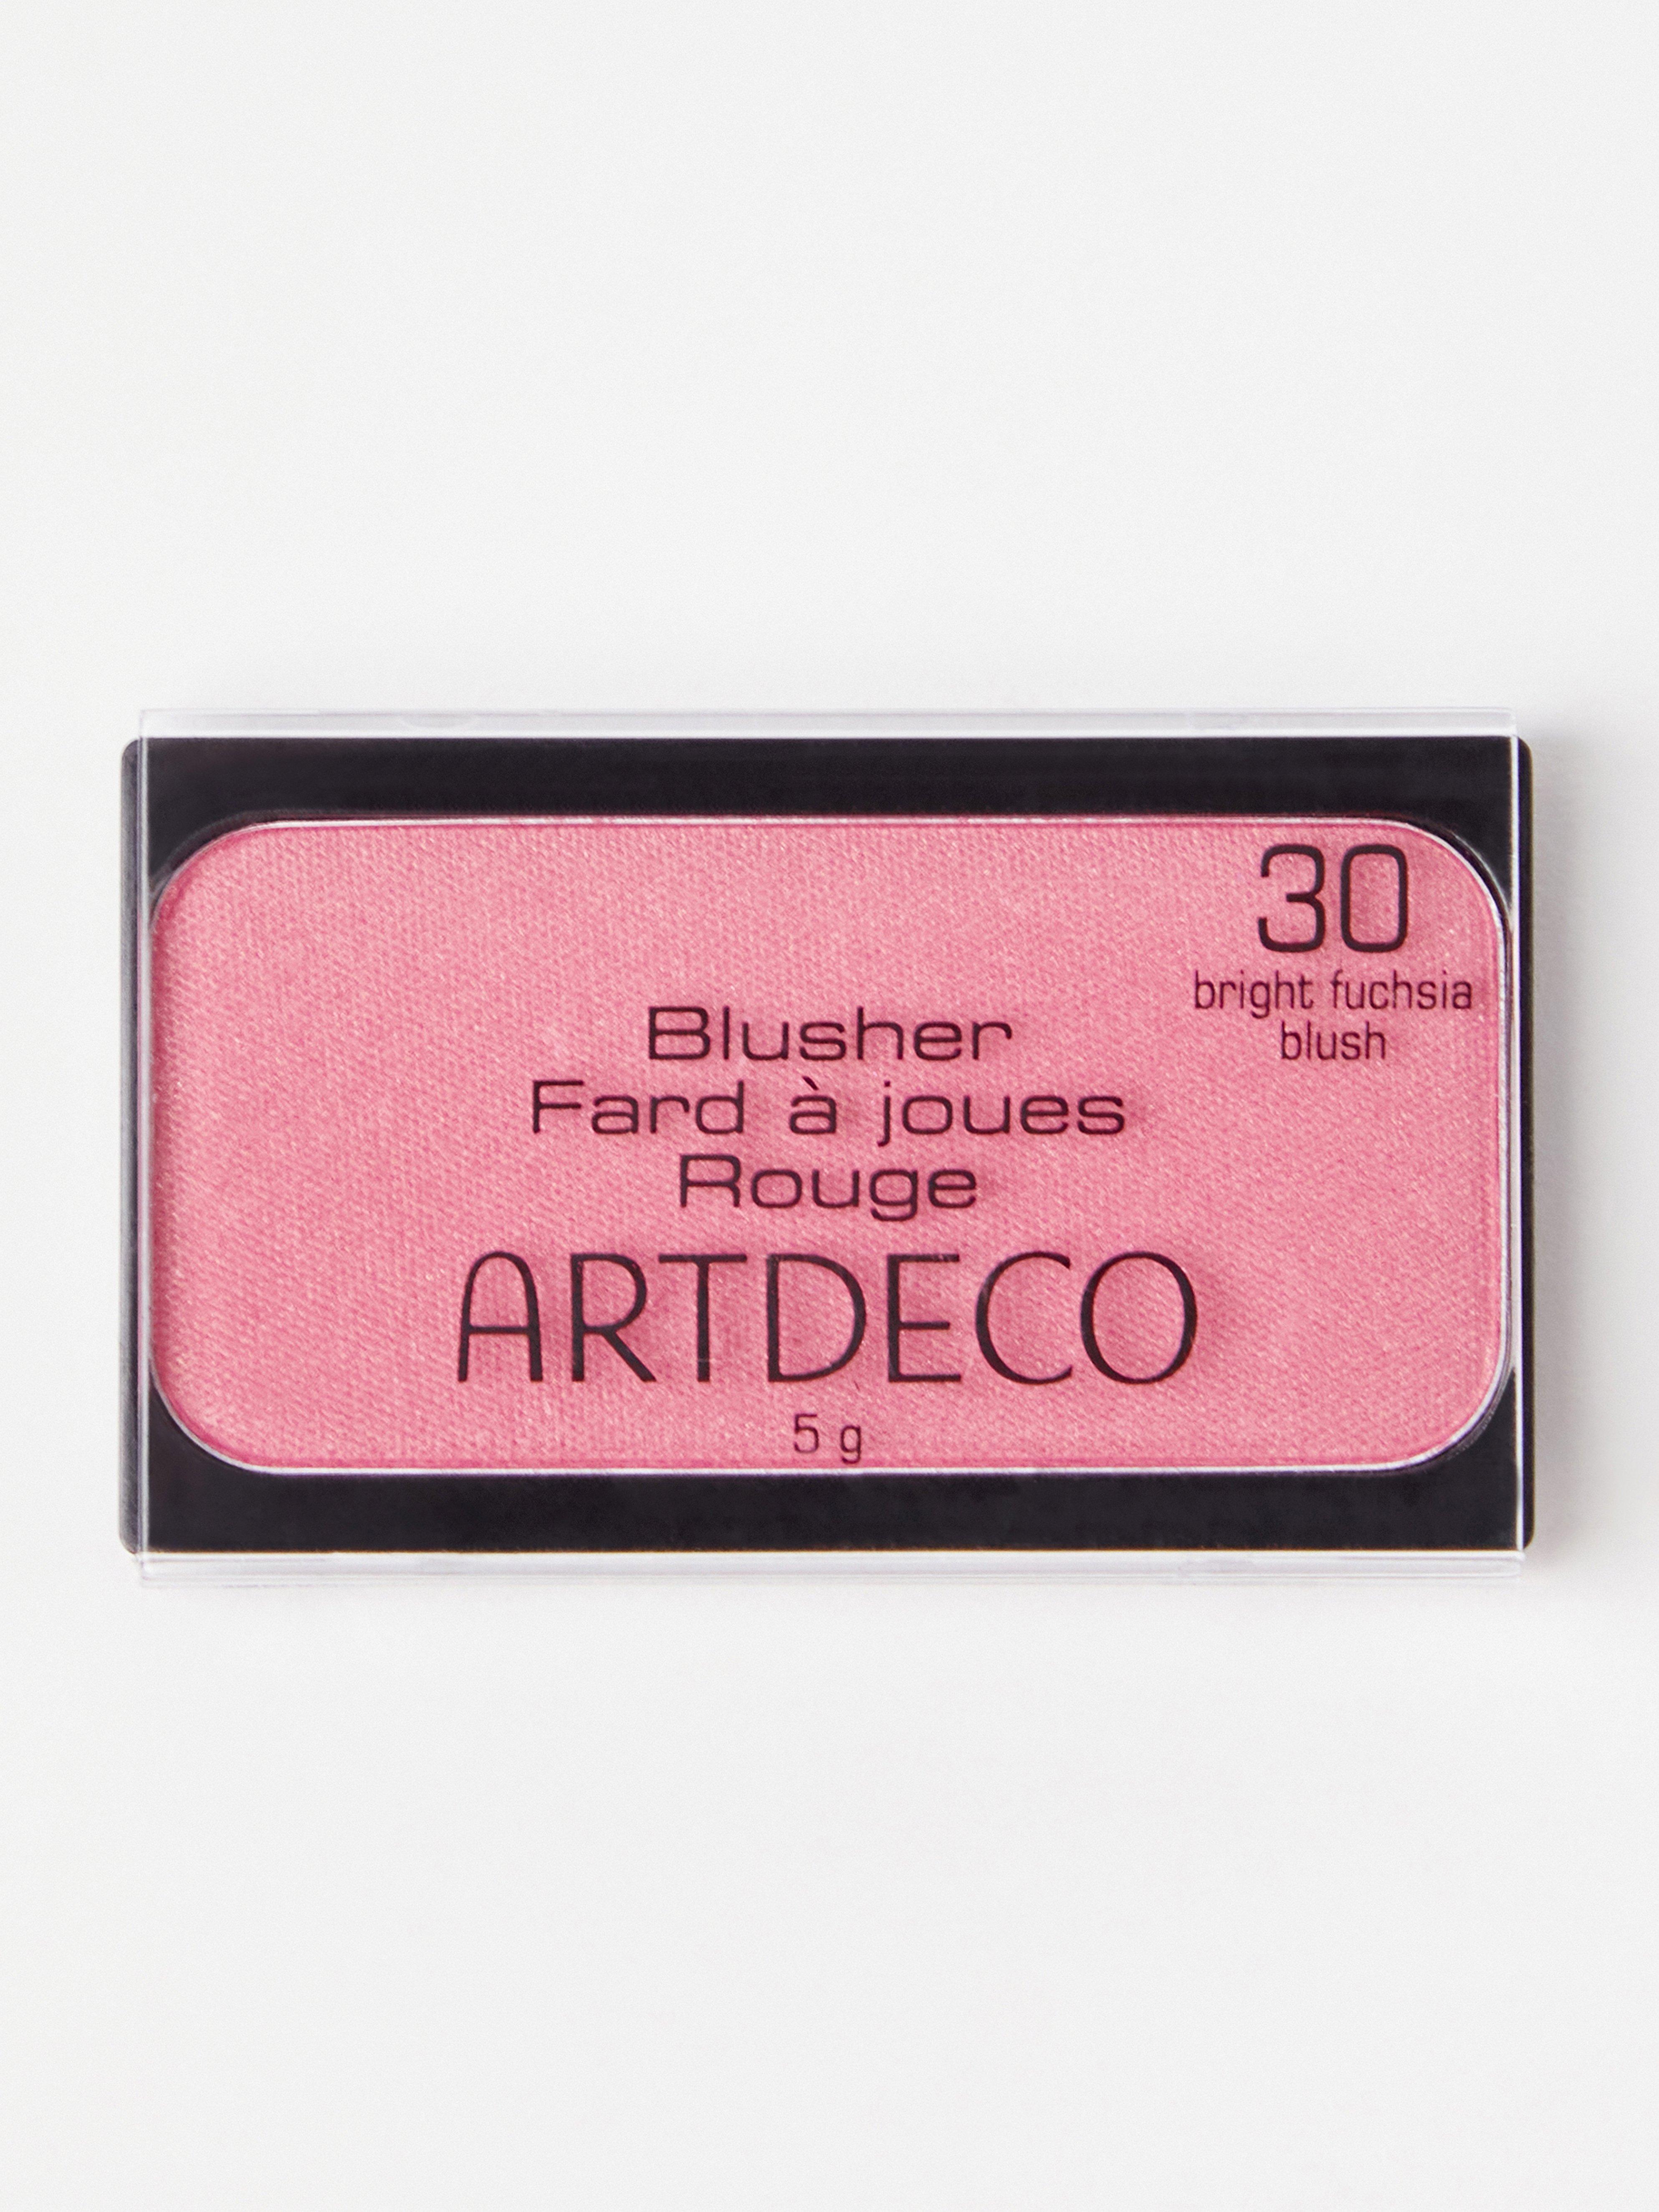 30
bright fuchsia
blush
Blusher
Fard à joues
Rouge
ARTDECO
5 g